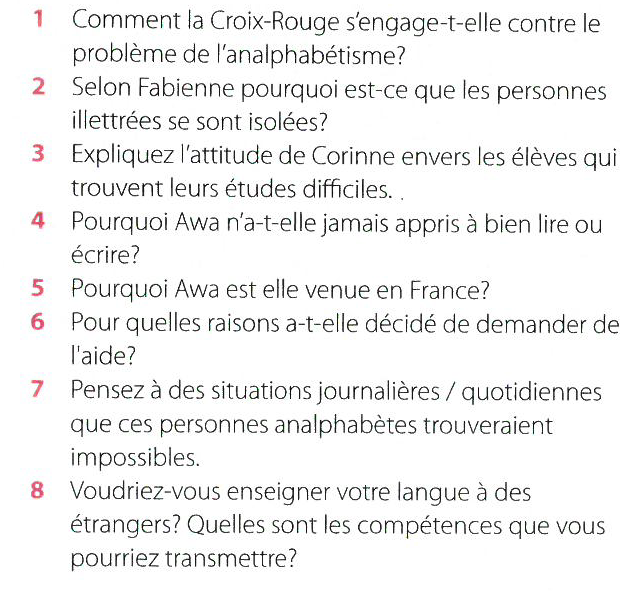 1 Comment la Croix-Rouge s'engage-t-elle contre le
problème de l'analphabétisme?
2 Selon Fabienne pourquoi est-ce que les personnes
illettrées se sont isolées?
3 Expliquez l'attitude de Corinne envers les élèves qui
trouvent leurs études difficiles. .
4 Pourquoi Awa n'a-t-elle jamais appris à bien lire ou
écrire?
5 Pourquoi Awa est elle venue en France?
6 Pour quelles raisons a-t-elle décidé de demander de
l'aide?
7 Pensez à des situations journalières / quotidiennes
que ces personnes analphabètes trouveraient
impossibles.
8 Voudriez-vous enseigner votre langue à des
étrangers? Quelles sont les compétences que vous
pourriez transmettre?